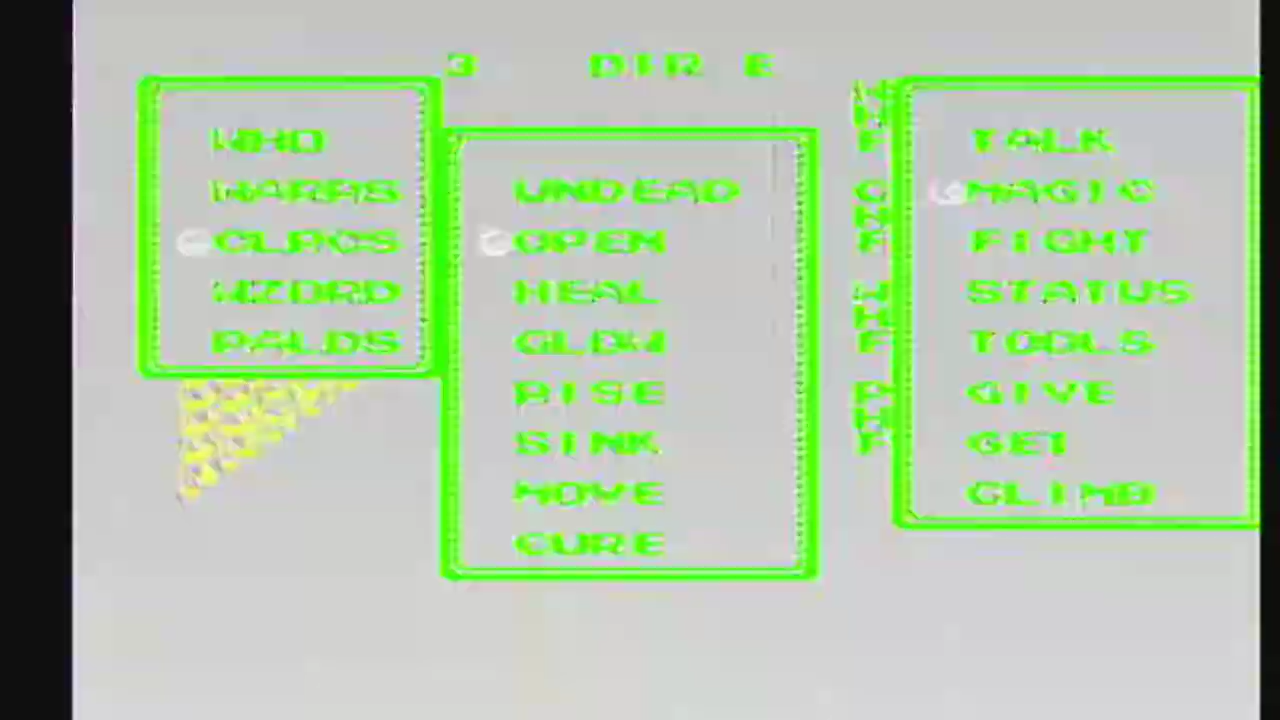 3 DIR E
WHO
WARRS
CLRCS
WZDRD
PALDS
UNDEAD
OPEN
HEAL
GLOW
RISE
SINK
MOVE
CURE
TALK
MAGIC
FIGHT
STATUS
TOOLS
GIVE
GET
CLIMB